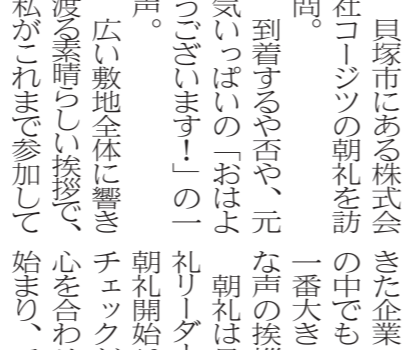 貝塚市にある株式会
社コージツの朝礼を訪
問。
到着するや否や、元
気いっぱいの「おはよ
うございます！」の一
声。
広い敷地全体に響き
渡る素晴らしい挨拶で、
私がこれまで参加して
きた企業
の中でも
一番大き
な声の挨拶
朝礼は
礼リーダー
朝礼開始
チェック
心を合わ
始まり、